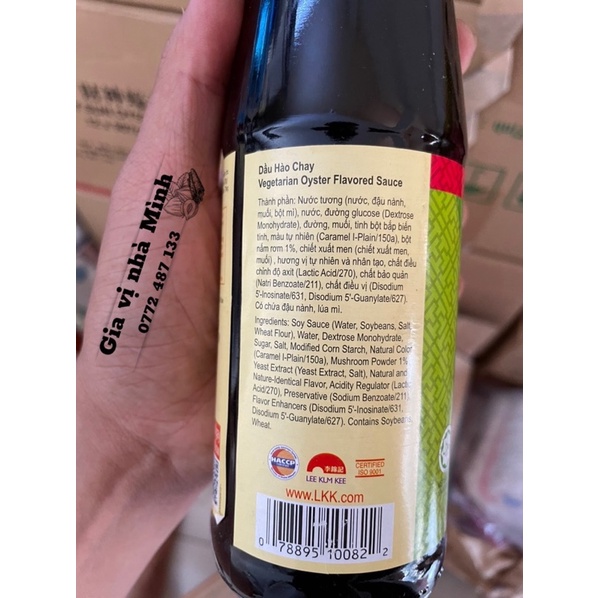 Gia vị nhà Minh
0772 487 133
Dầu Hào Chay
Vegetarian Oyster Flavored Sauce
Thành phần: Nước tương (nước, đậu nành,
muối, bột mì), nước, đường glucose (Dextrose
Monohydrate), đường, muối, tinh bột bắp biến
tính, màu tự nhiên (Caramel I-Plain/150a), bột
nấm rơm 1%, chiết xuất men (chiết xuất men,
muối) , hương vị tự nhiên và nhân tạo, chất điều
chỉnh độ axit (Lactic Acid/270), chất bảo quản
(Natri Benzoate/211), chất điều vị (Disodium
5'-Inosinate/631, Disodium 5'-Guanylate/627).
Có chứa đậu nành, lúa mì.
Ingredients: Soy Sauce (Water, Soybeans, Salt,
Wheat Flour), Water, Dextrose Monohydrate,
Sugar, Salt, Modified Corn Starch, Natural Color
(Caramel I-Plain/150a), Mushroom Powder 1%
Yeast Extract (Yeast Extract, Salt), Natural and
Nature-Identical Flavor, Acidity Regulator (Lactic
Acid/270), Preservative (Sodium Benzoate/211)
Flavor Enhancers (Disodium 5'-Inosinate/631,
Disodium 5'-Guanylate/627). Contains Soybeans
Wheat.
HACCP
李錦記
LEE KUM KEE
CERTIFIED
ISO 9001
www.LKK.com
0 78895 10082 2